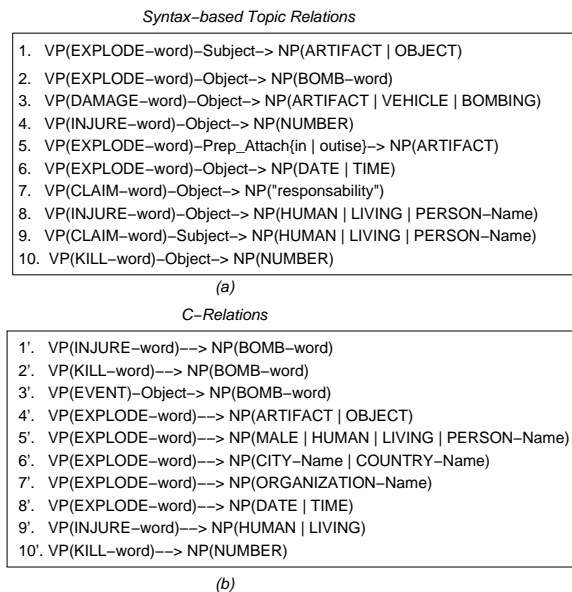 Syntax−based Topic Relations
1. VP(EXPLODE−word)−Subject−> NP(ARTIFACT | OBJECT)
2. VP(EXPLODE−word)−Object−> NP(BOMB−word)
3. VP(DAMAGE−word)−Object−> NP(ARTIFACT | VEHICLE | BOMBING)
4. VP(INJURE−word)−Object−> NP(NUMBER)
5. VP(EXPLODE−word)−Prep_Attach{in | outise}−> NP(ARTIFACT)
6. VP(EXPLODE−word)−Object−> NP(DATE | TIME)
7. VP(CLAIM−word)−Object−> NP("responsability")
8. VP(INJURE−word)−Object−> NP(HUMAN | LIVING | PERSON−Name)
9. VP(CLAIM−word)−Subject−> NP(HUMAN | LIVING | PERSON−Name)
10. VP(KILL−word)−Object−> NP(NUMBER)
(a)
C−Relations
1'. VP(INJURE−word)−−> NP(BOMB−word)
2'. VP(KILL−word)−−> NP(BOMB−word)
3'. VP(EVENT)−Object−> NP(BOMB−word)
4'. VP(EXPLODE−word)−−> NP(ARTIFACT | OBJECT)
5'. VP(EXPLODE−word)−−> NP(MALE | HUMAN | LIVING | PERSON−Name)
6'. VP(EXPLODE−word)−−> NP(CITY−Name | COUNTRY−Name)
7'. VP(EXPLODE−word)−−> NP(ORGANIZATION−Name)
8'. VP(EXPLODE−word)−−> NP(DATE | TIME)
9'. VP(INJURE−word)−−> NP(HUMAN | LIVING)
10'. VP(KILL−word)−−> NP(NUMBER)
(b)